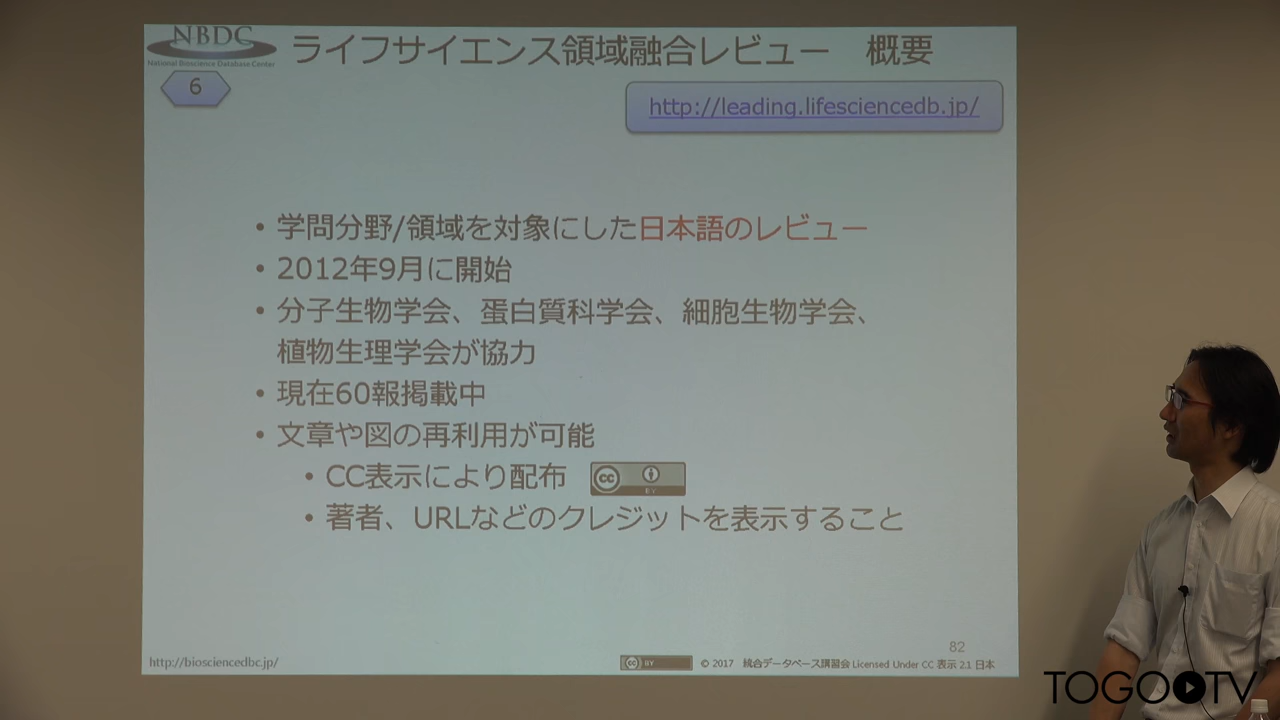 NBDC
National Bioscience Database Center
ライフサイエンス領域融合レビュー 概要
6
http://leading.lifesciencedb.jp/
• 学問分野/領域を対象にした日本語のレビュー
• 2012年9月に開始
• 分子生物学会、蛋白質科学会、細胞生物学会、
植物生理学会が協力
• 現在60報掲載中
• 文章や図の再利用が可能
• CC表示により配布
cc BY
• 著者、URLなどのクレジットを表示すること
82
http://biosciencedbc.jp/
cc BY
© 2017 統合データベース講習会 Licensed Under CC 表示 2.1 日本
TOGO TV